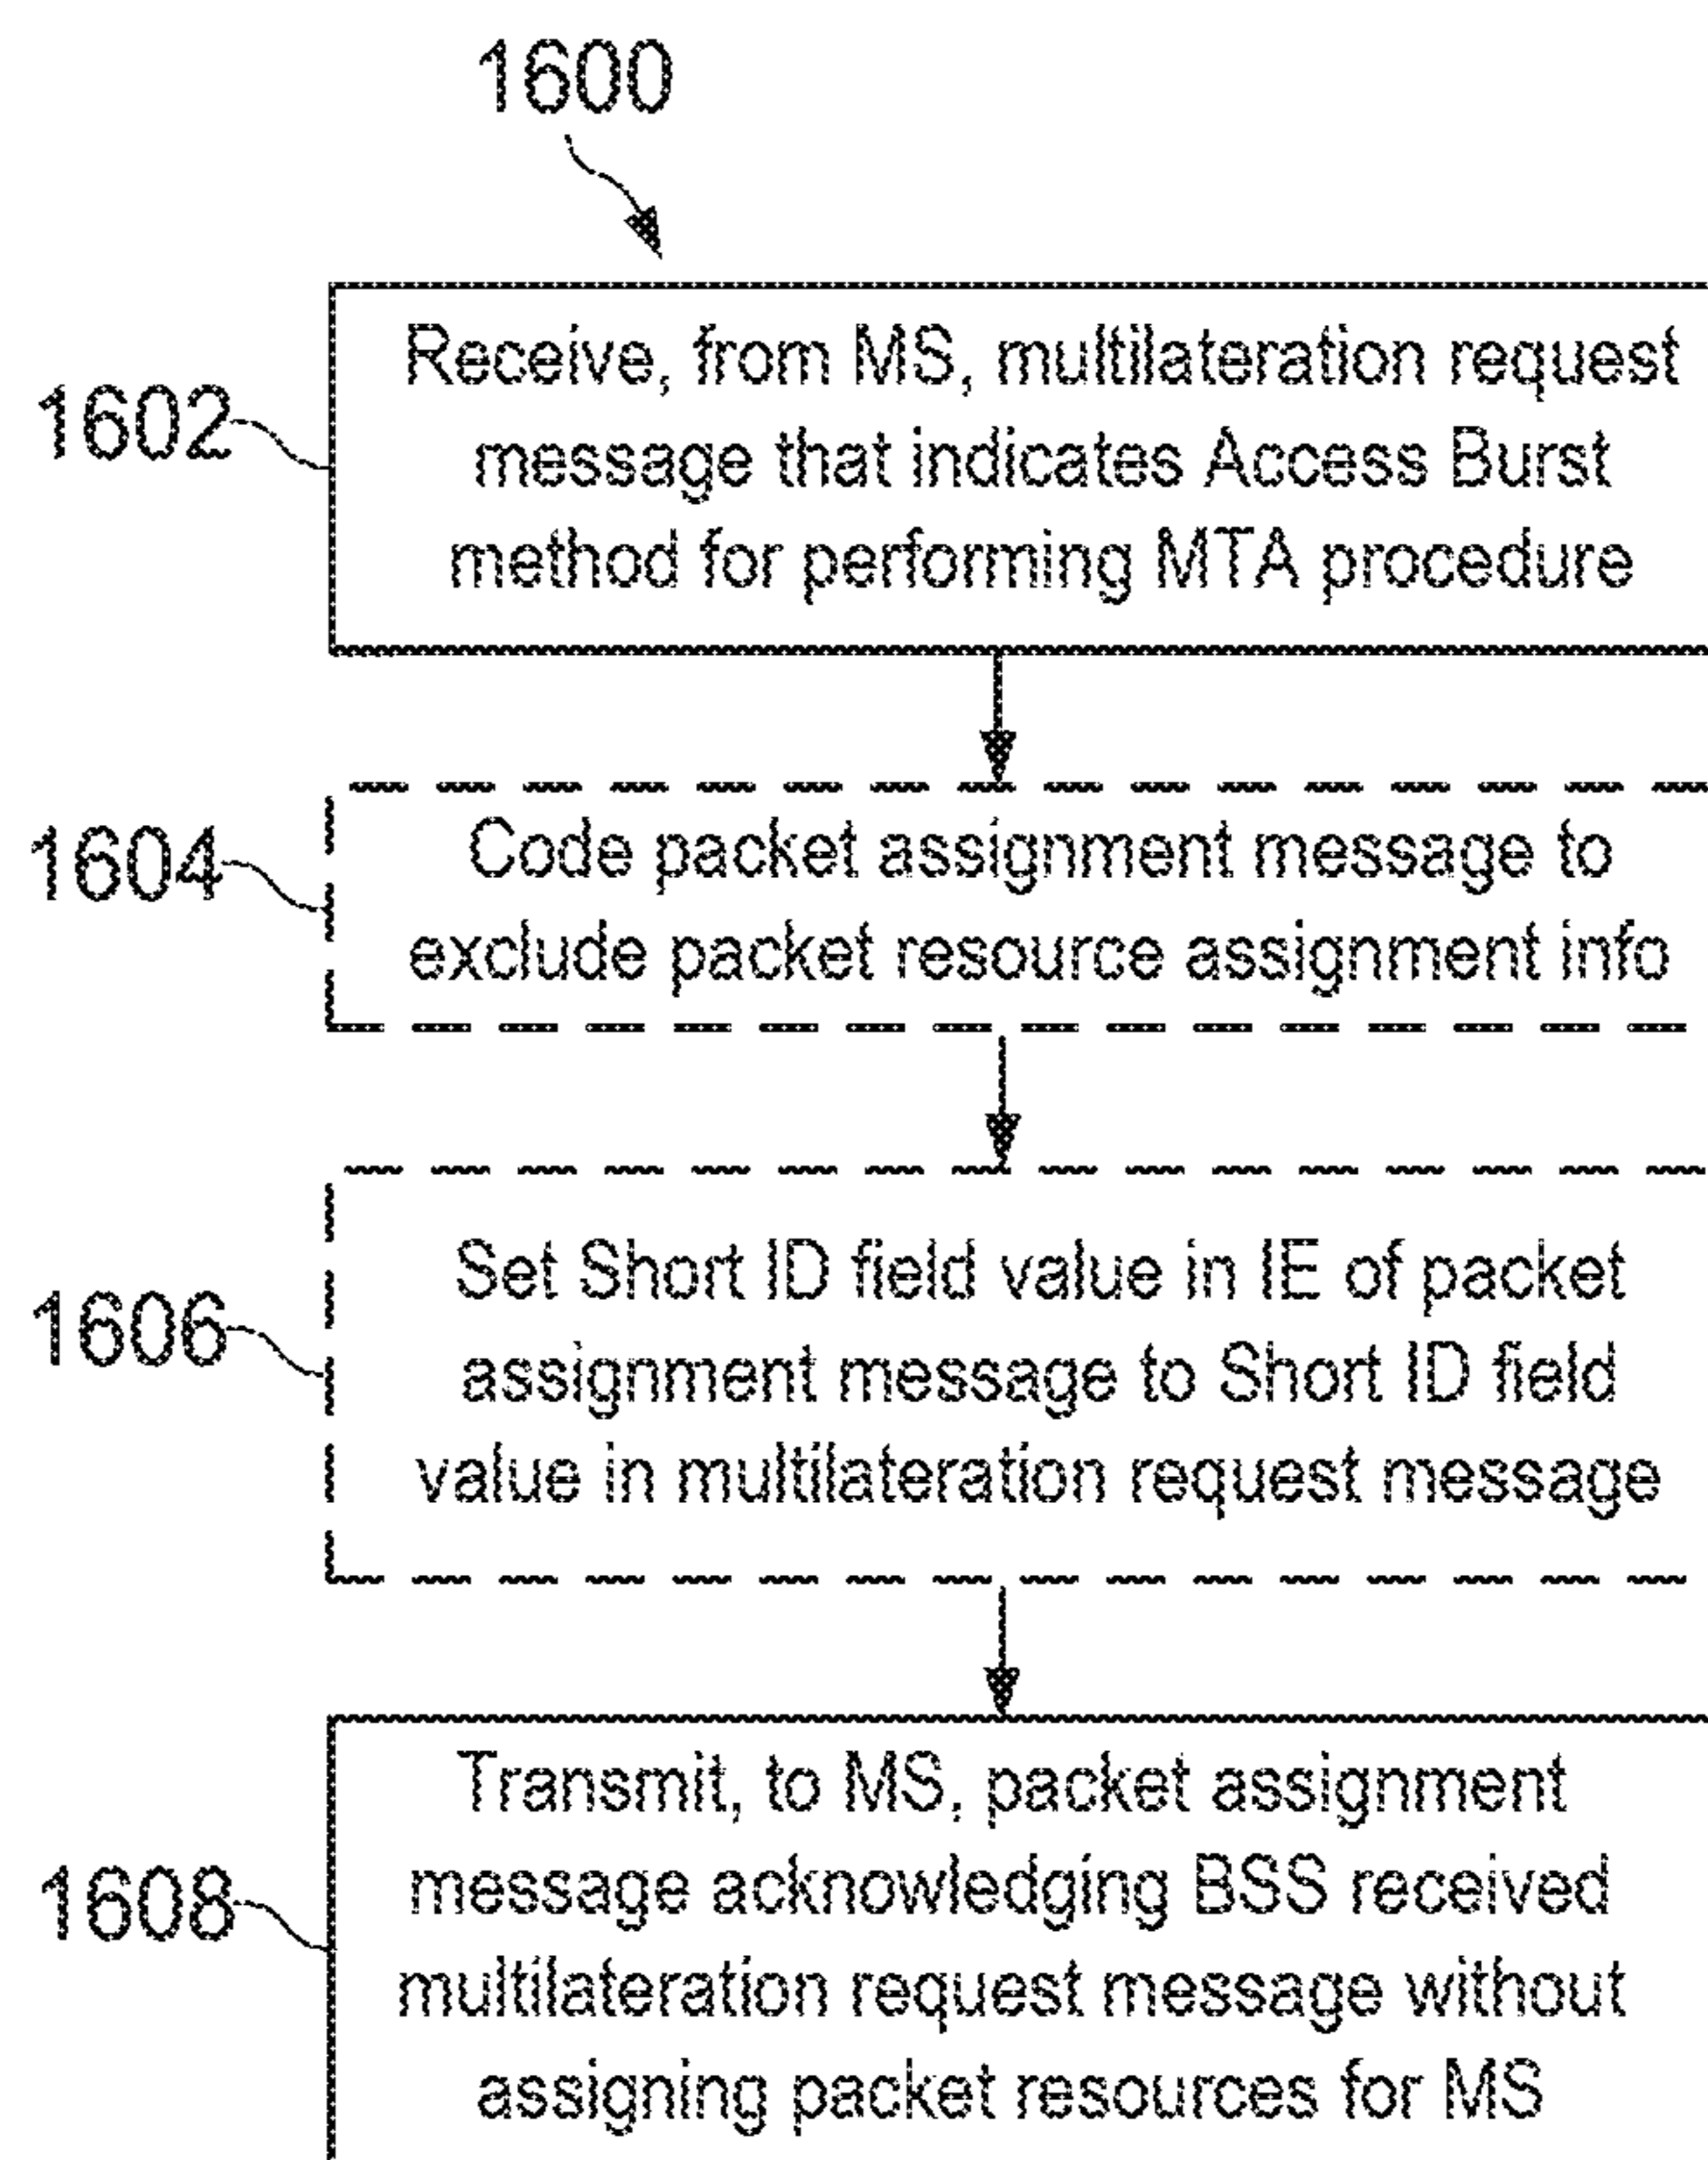 1600
1602
Receive, from MS, multilateration request
message that indicates Access Burst
method for performing MTA procedure
1604
Code packet assignment message to
exclude packet resource assignment info
1606
Set Short ID field value in IE of packet
assignment message to Short ID field
value in multilateration request message
1608
Transmit, to MS, packet assignment
message acknowledging BSS received
multilateration request message without
assigning packet resources for MS